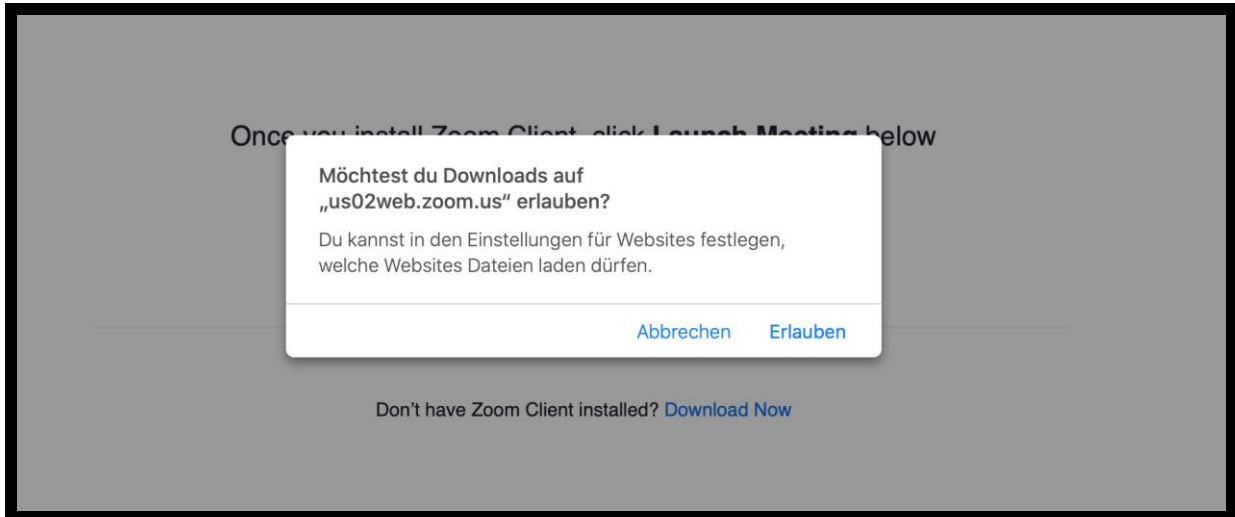 Once you install Zoom Client, click Launch Meeting below
Möchtest du Downloads auf
„us02web.zoom.us“ erlauben?
Du kannst in den Einstellungen für Websites festlegen,
welche Websites Dateien laden dürfen.
Abbrechen Erlauben
Don’t have Zoom Client installed? Download Now